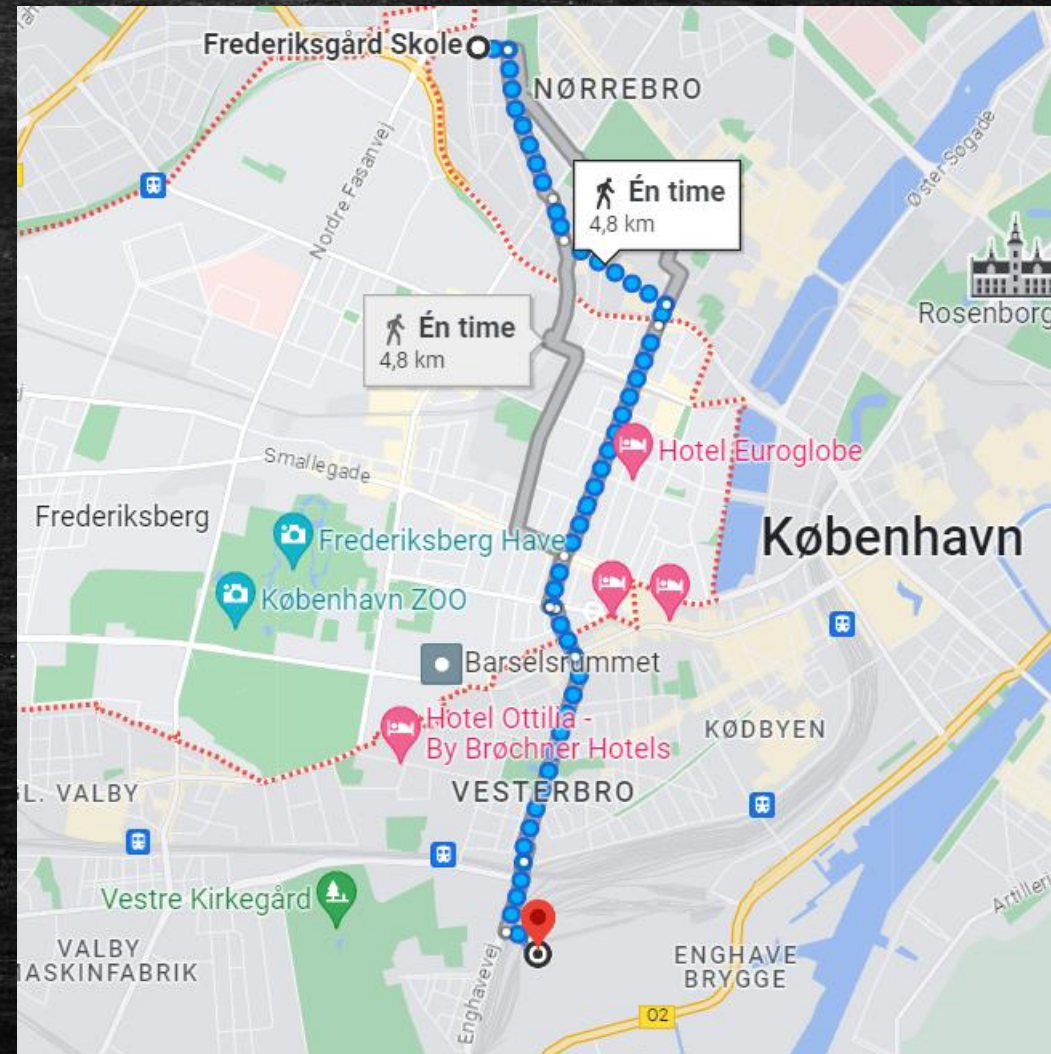 Frederiksgård Skole
NØRREBRO
Øster Søgade
Nordre Fasanvej
Én time
4,8 km
Rosenborg
Én time
4,8 km
Hotel Euroglobe
Smallegade
Frederiksberg
København
Frederiksberg Have
København ZOO
Barselsrummet
Hotel Ottilia -
By Brøchner Hotels
KØDBYEN
GL. VALBY
VESTERBRO
Vestre Kirkegård
VALBY
MASKINFABRIK
Enghavevej
ENGHAVE
BRYGGE
Artilleri
O2